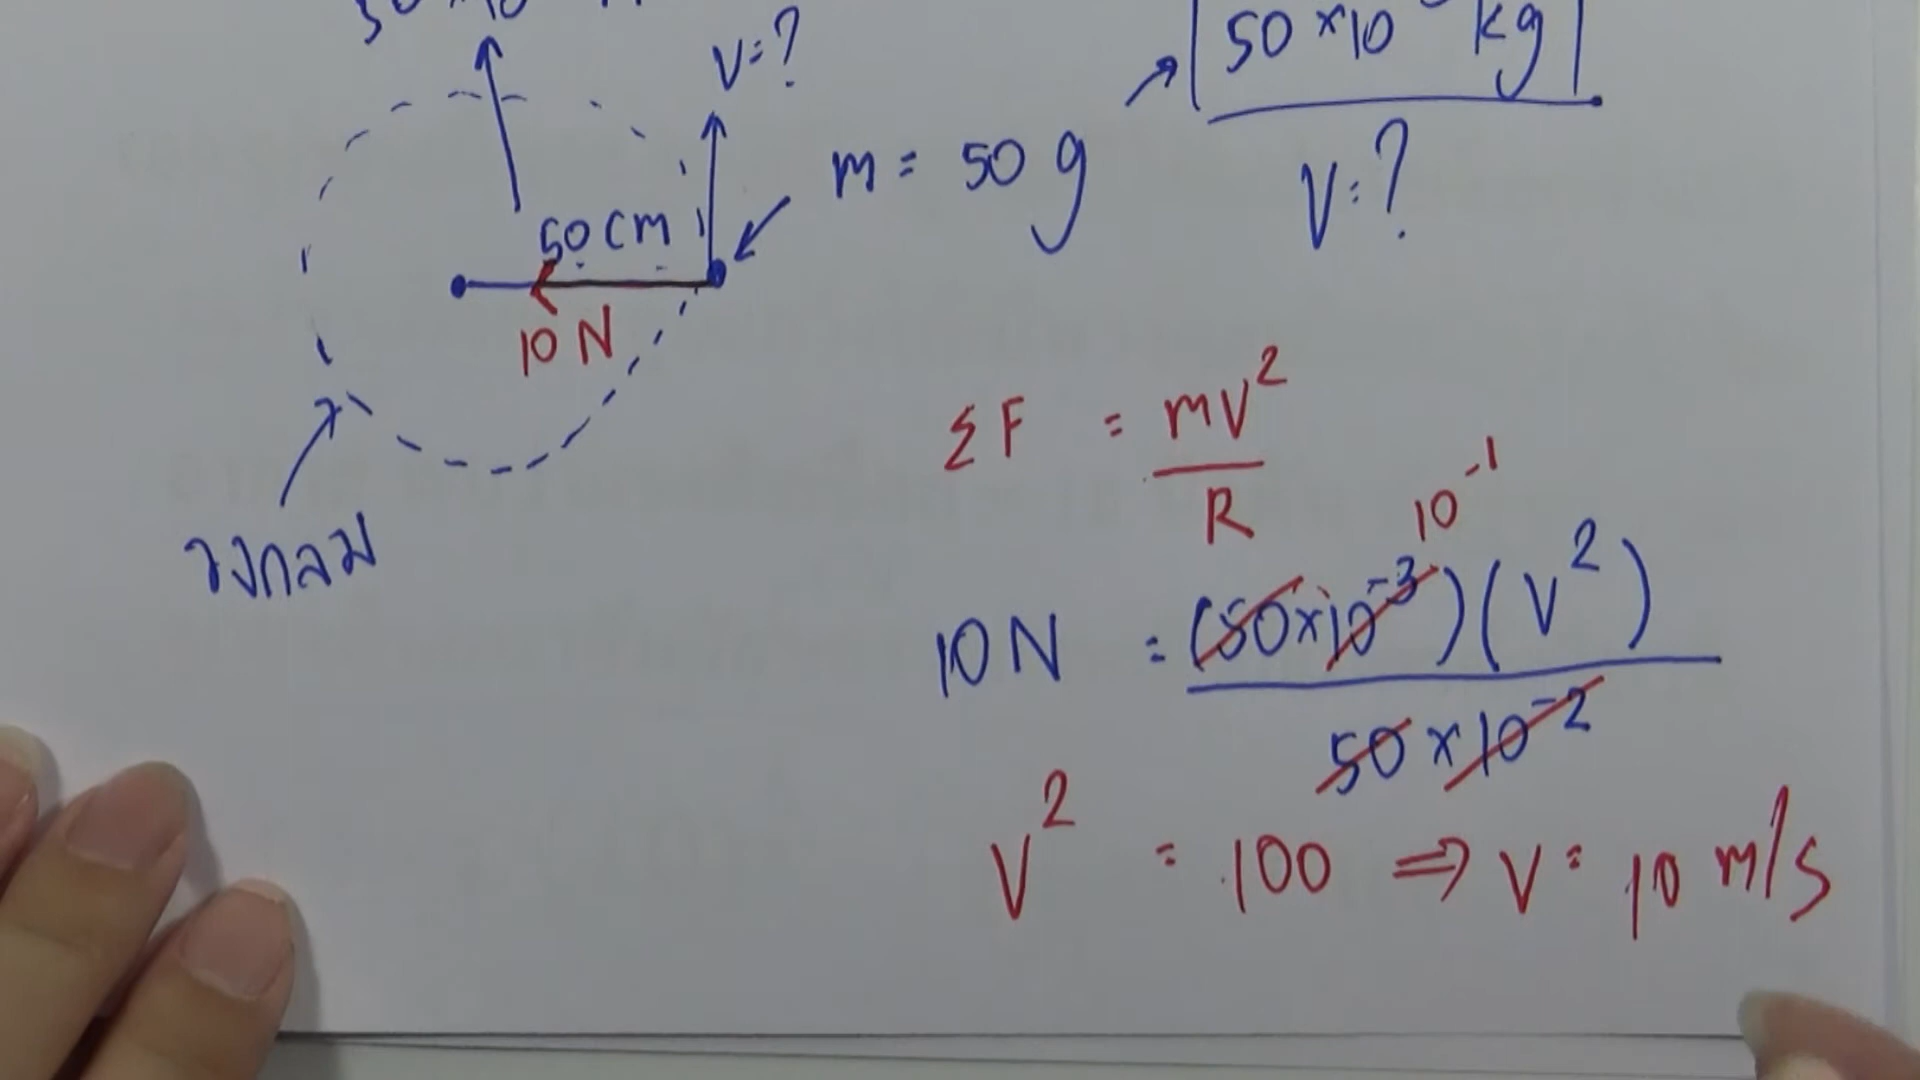 50 × 10 kg
V = ?
V = ?
m = 50 g
50 cm
10 N
วงกลม
ΣF = mV² / R
10⁻¹
10 N = (50×10⁻³)(V²) / 50×10⁻²
V² = 100 ⇒ V = 10 m/s